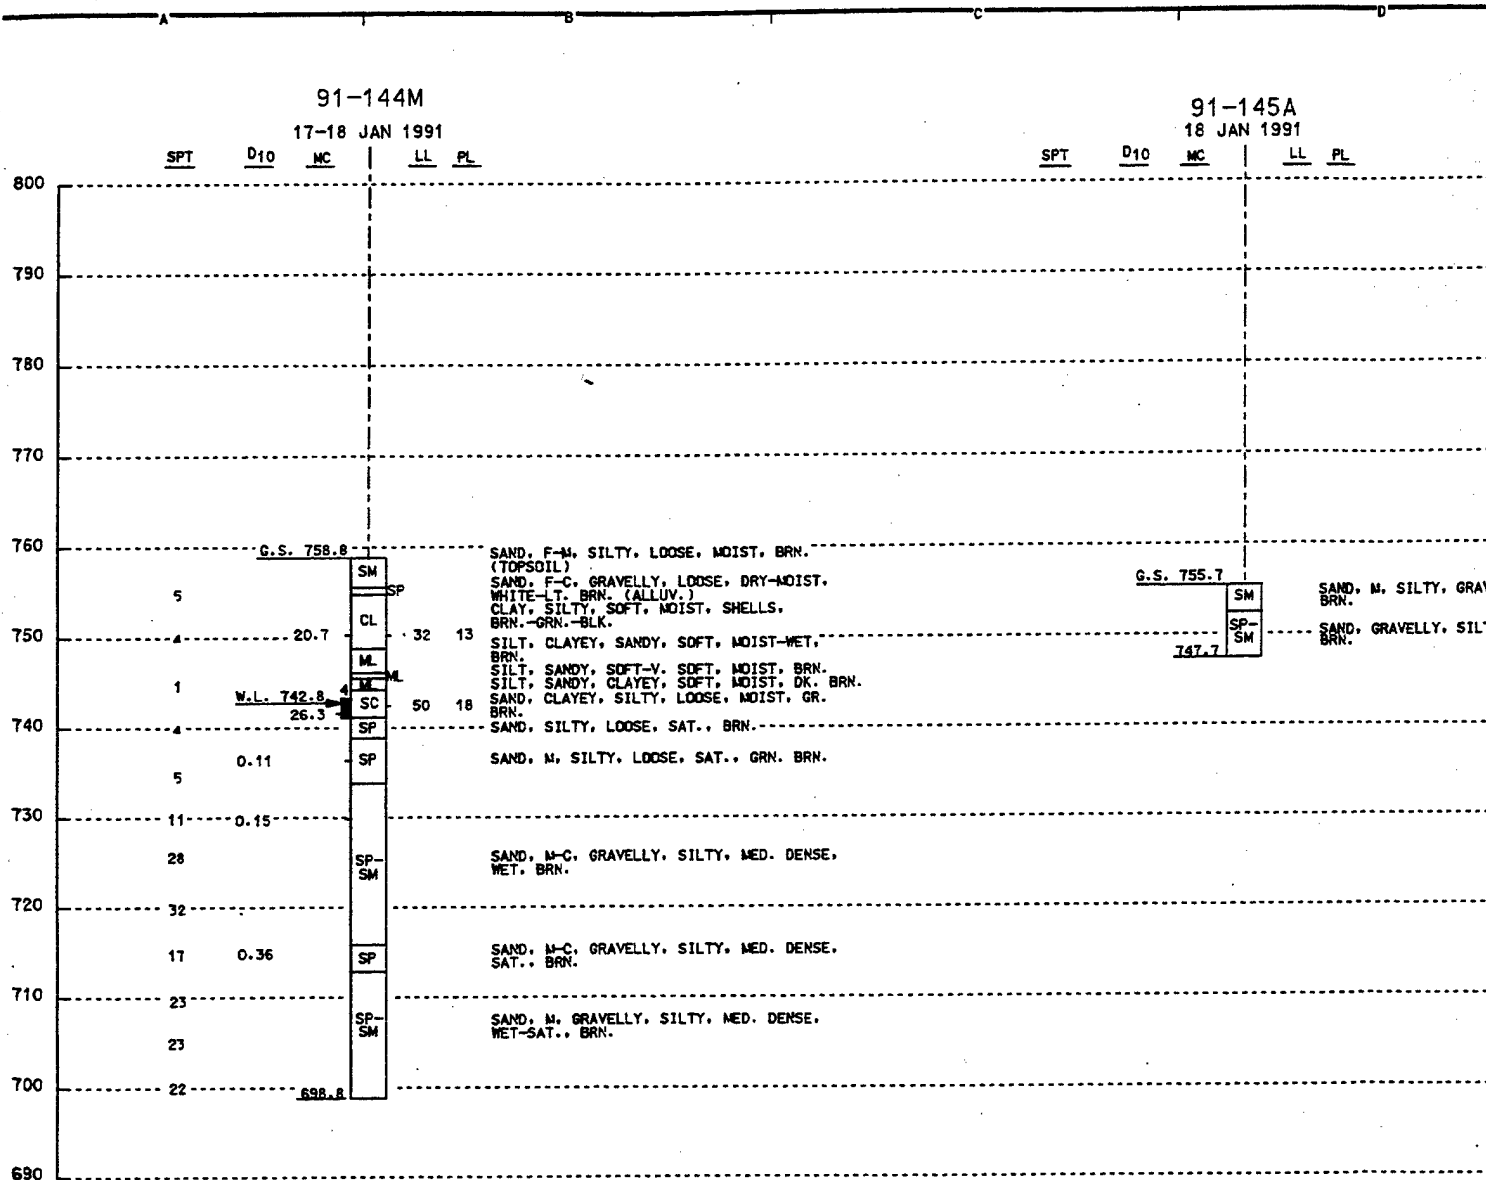 A B C D
91-144M
17-18 JAN 1991
SPT D10 MC LL PL
91-145A
18 JAN 1991
SPT D10 MC LL PL
800
790
780
770
760
750
740
730
720
710
700
690
G.S. 758.8
SM
SP
CL
ML
ML
ML
SC
SP
SP
SP-
SM
SP
SP-
SM
698.8
5
4 20.7 32 13
1
W.L. 742.8 4
26.3 50 18
4
0.11
5
11 0.15
28
32
17 0.36
23
23
22
SAND, F-M, SILTY, LOOSE, MOIST, BRN.
(TOPSOIL)
SAND, F-C, GRAVELLY, LOOSE, DRY-MOIST,
WHITE-LT. BRN. (ALLUV.)
CLAY, SILTY, SOFT, MOIST, SHELLS,
BRN.-GRN.-BLK.
SILT, CLAYEY, SANDY, SOFT, MOIST-WET,
BRN.
SILT, SANDY, SOFT-V. SOFT, MOIST, BRN.
SILT, SANDY, CLAYEY, SOFT, MOIST, DK. BRN.
SAND, CLAYEY, SILTY, LOOSE, MOIST, GR.
BRN.
SAND, SILTY, LOOSE, SAT., BRN.
SAND, M, SILTY, LOOSE, SAT., GRN. BRN.
SAND, M-C, GRAVELLY, SILTY, MED. DENSE,
WET, BRN.
SAND, M-C, GRAVELLY, SILTY, MED. DENSE,
SAT., BRN.
SAND, M, GRAVELLY, SILTY, MED. DENSE,
WET-SAT., BRN.
G.S. 755.7
SM
SP-
SM
747.7
SAND, M, SILTY, GRAV
BRN.
SAND, GRAVELLY, SILT
BRN.